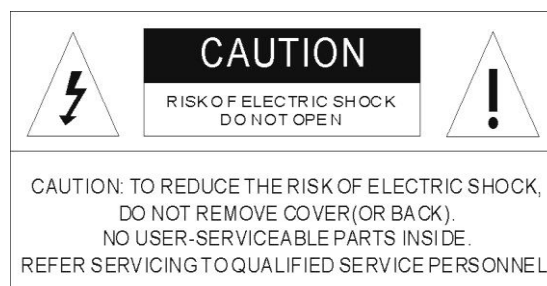 CAUTION
RISK OF ELECTRIC SHOCK
DO NOT OPEN
!
CAUTION: TO REDUCE THE RISK OF ELECTRIC SHOCK,
DO NOT REMOVE COVER(OR BACK).
NO USER-SERVICEABLE PARTS INSIDE.
REFER SERVICING TO QUALIFIED SERVICE PERSONNEL